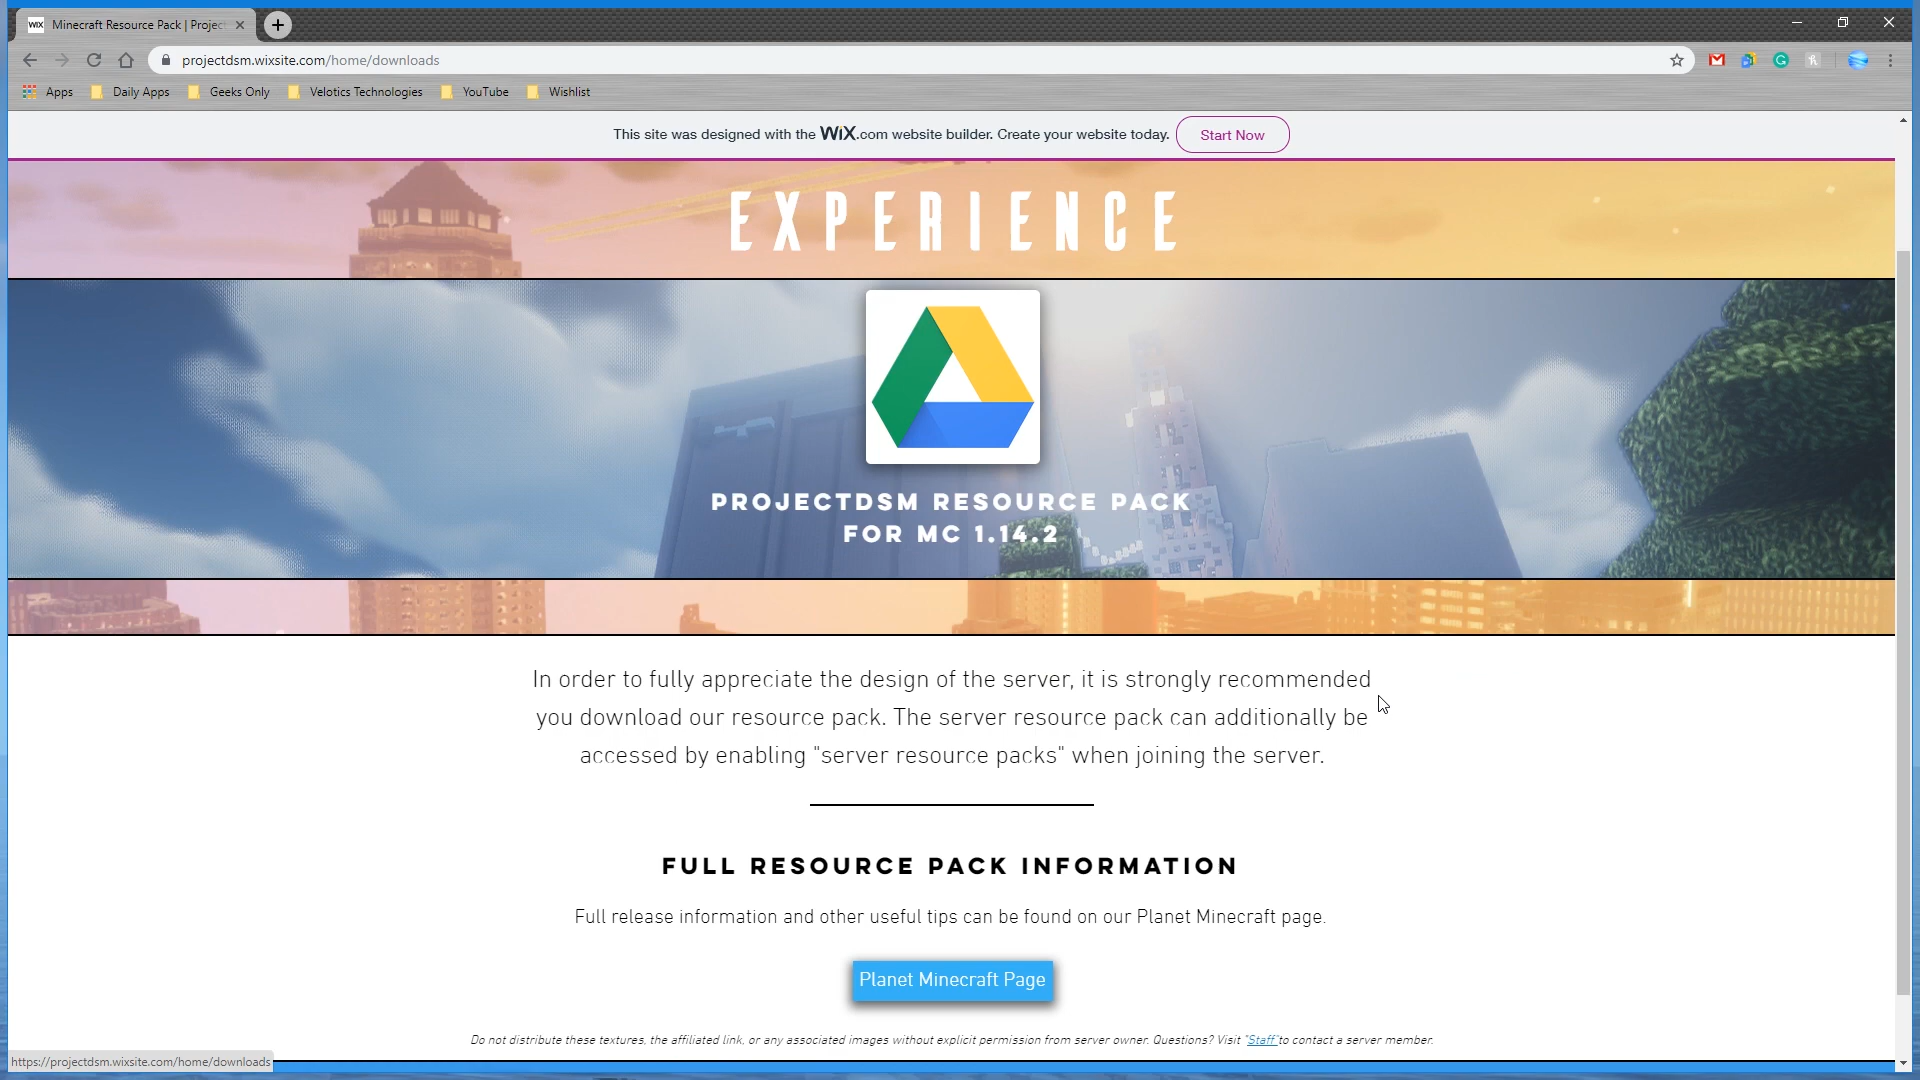 WiX Minecraft Resource Pack | Projec
projectdsm.wixsite.com/home/downloads
Apps Daily Apps Geeks Only Velotics Technologies YouTube Wishlist
This site was designed with the WiX.com website builder. Create your website today. Start Now
EXPERIENCE
PROJECTDSM RESOURCE PACK
FOR MC 1.14.2
In order to fully appreciate the design of the server, it is strongly recommended
you download our resource pack. The server resource pack can additionally be
accessed by enabling "server resource packs" when joining the server.
FULL RESOURCE PACK INFORMATION
Full release information and other useful tips can be found on our Planet Minecraft page.
Planet Minecraft Page
Do not distribute these textures, the affiliated link, or any associated images without explicit permission from server owner. Questions? Visit "Staff"to contact a server member.
https://projectdsm.wixsite.com/home/downloads